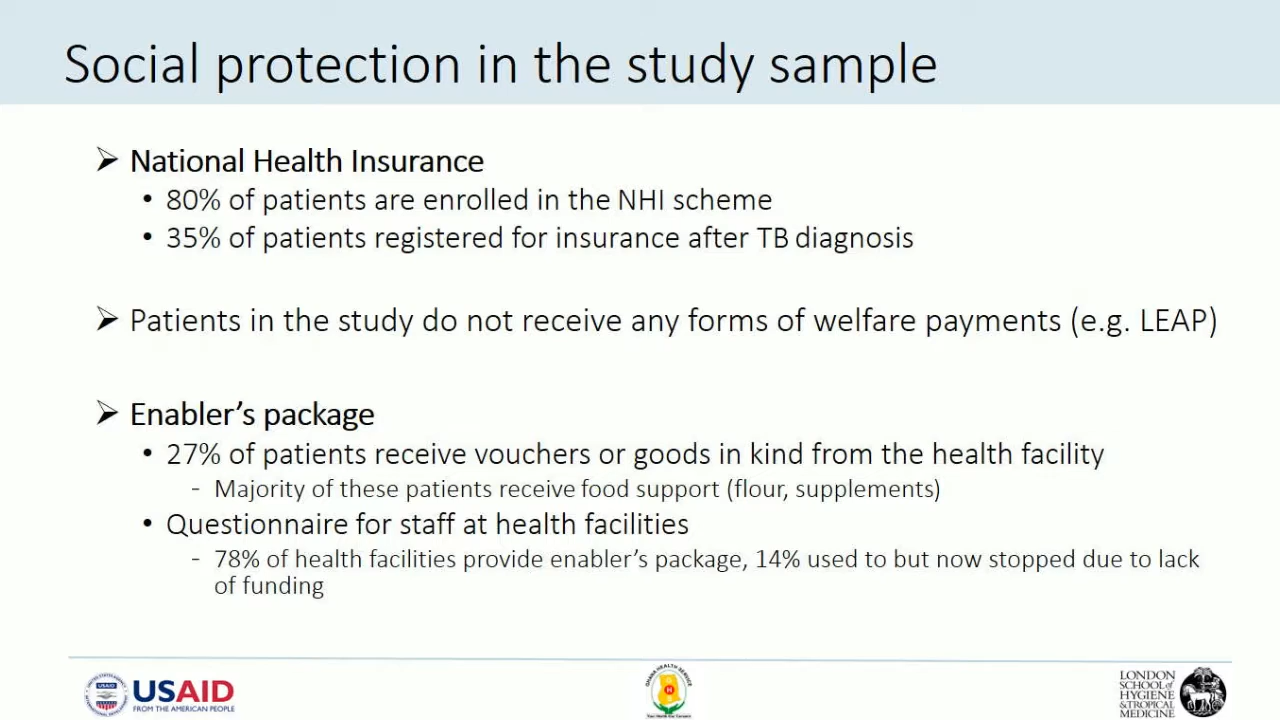 Social protection in the study sample
➢ National Health Insurance
• 80% of patients are enrolled in the NHI scheme
• 35% of patients registered for insurance after TB diagnosis
➢ Patients in the study do not receive any forms of welfare payments (e.g. LEAP)
➢ Enabler’s package
• 27% of patients receive vouchers or goods in kind from the health facility
- Majority of these patients receive food support (flour, supplements)
• Questionnaire for staff at health facilities
- 78% of health facilities provide enabler’s package, 14% used to but now stopped due to lack
of funding
USAID
USAID
FROM THE AMERICAN PEOPLE
GHANA HEALTH SERVICE
LONDON
SCHOOL of
HYGIENE
& TROPICAL
MEDICINE